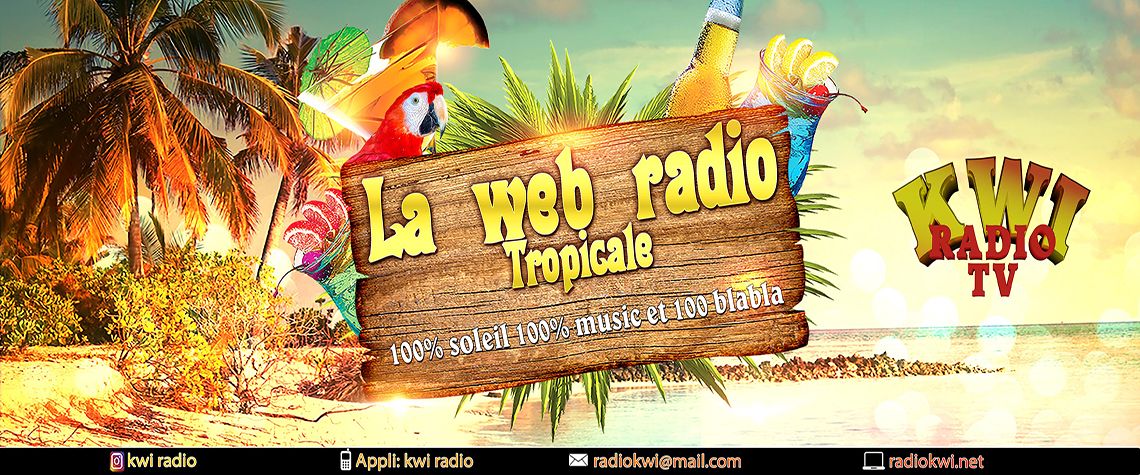 La web radio
Tropicale
100% soleil 100% music et 100 blabla
KWI
RADIO
TV
kwi radio
Appli: kwi radio
radiokwi@mail.com
radiokwi.net